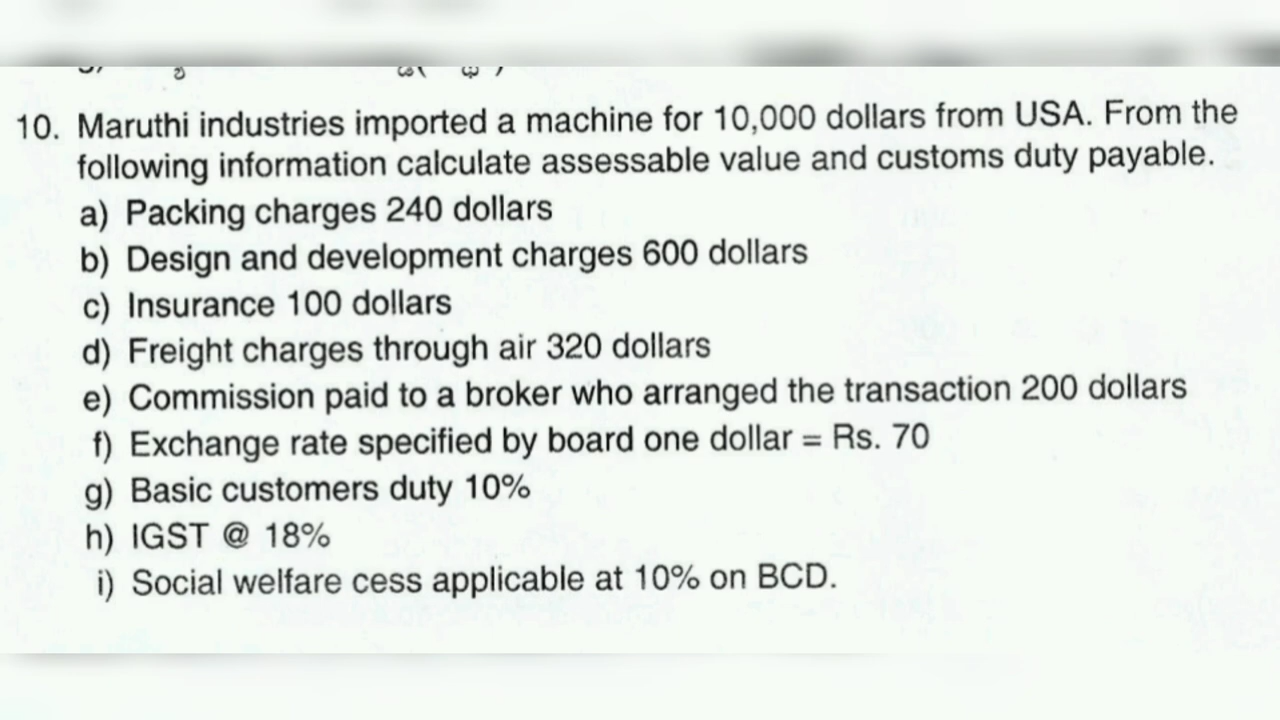 10. Maruthi industries imported a machine for 10,000 dollars from USA. From the
following information calculate assessable value and customs duty payable.
a) Packing charges 240 dollars
b) Design and development charges 600 dollars
c) Insurance 100 dollars
d) Freight charges through air 320 dollars
e) Commission paid to a broker who arranged the transaction 200 dollars
f) Exchange rate specified by board one dollar = Rs. 70
g) Basic customers duty 10%
h) IGST @ 18%
i) Social welfare cess applicable at 10% on BCD.